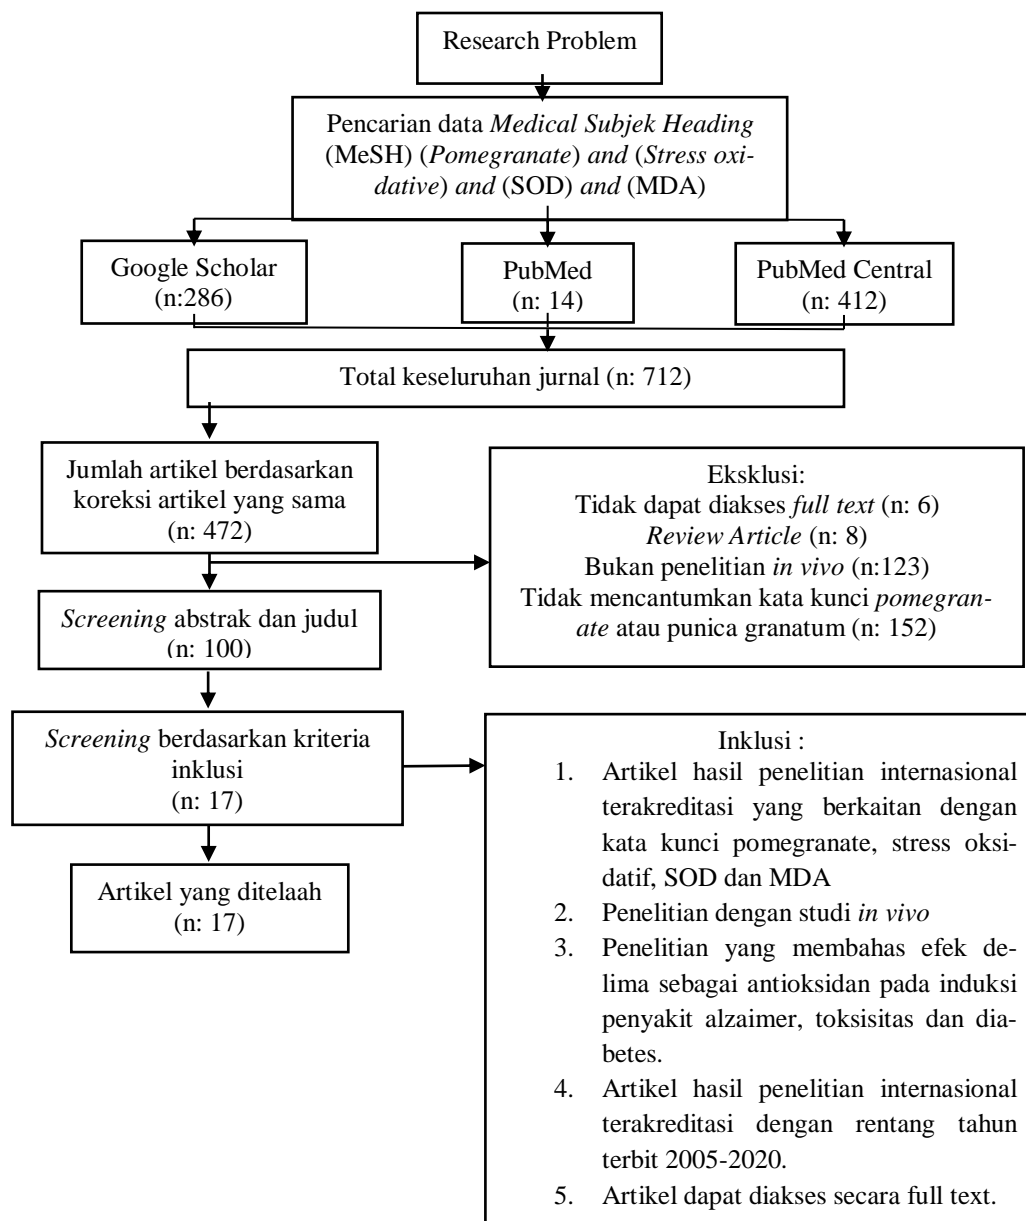 Research Problem
Pencarian data Medical Subjek Heading
(MeSH) (Pomegranate) and (Stress oxi-
dative) and (SOD) and (MDA)
Google Scholar
(n:286)
PubMed
(n: 14)
PubMed Central
(n: 412)
Total keseluruhan jurnal (n: 712)
Jumlah artikel berdasarkan
koreksi artikel yang sama
(n: 472)
Eksklusi:
Tidak dapat diakses full text (n: 6)
Review Article (n: 8)
Bukan penelitian in vivo (n:123)
Tidak mencantumkan kata kunci pomegran-
ate atau punica granatum (n: 152)
Screening abstrak dan judul
(n: 100)
Screening berdasarkan kriteria
inklusi
(n: 17)
Inklusi :
1. Artikel hasil penelitian internasional
terakreditasi yang berkaitan dengan
kata kunci pomegranate, stress oksi-
datif, SOD dan MDA
2. Penelitian dengan studi in vivo
3. Penelitian yang membahas efek de-
lima sebagai antioksidan pada induksi
penyakit alzaimer, toksisitas dan dia-
betes.
4. Artikel hasil penelitian internasional
terakreditasi dengan rentang tahun
terbit 2005-2020.
5. Artikel dapat diakses secara full text.
Artikel yang ditelaah
(n: 17)